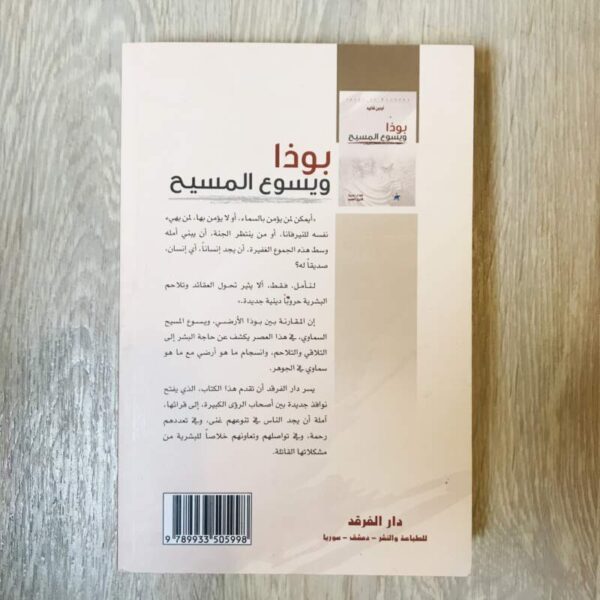 بوذا
ويسوع المسيح
بوذا
ويسوع المسيح
«أيمكن لمن يؤمن بالسماء، أو لا يؤمن بها، لمن يهيء
نفسه للنيرفانا، أو من ينتظر الجنة، أن يبني أمله
وسط هذه الجموع الغفيرة، أن يجد إنساناً، أي إنسان،
صديقاً له؟
لنأمل، فقط، ألا يثير تحول العقائد وتلاحم
البشرية حروباً دينية جديدة.»
إن المقارنة بين بوذا الأرضي، ويسوع المسيح
السماوي، في هذا العصر يكشف عن حاجة البشر إلى
التلاقي والتلاحم، وانسجام ما هو أرضي مع ما هو
سماوي في الجوهر.
يسر دار الفرقد أن تقدم هذا الكتاب، الذي يفتح
نوافذ جديدة بين أصحاب الرؤى الكبيرة، إلى قرائها،
آملة أن يجد الناس في تنوعهم غنى، وفي تعددهم
رحمة، وفي تواصلهم وتعاونهم خلاصاً للبشرية من
مشكلاتها القاتلة.
9 789933 505998
دار الفرقد
للطباعة والنشر - دمشق - سوريا